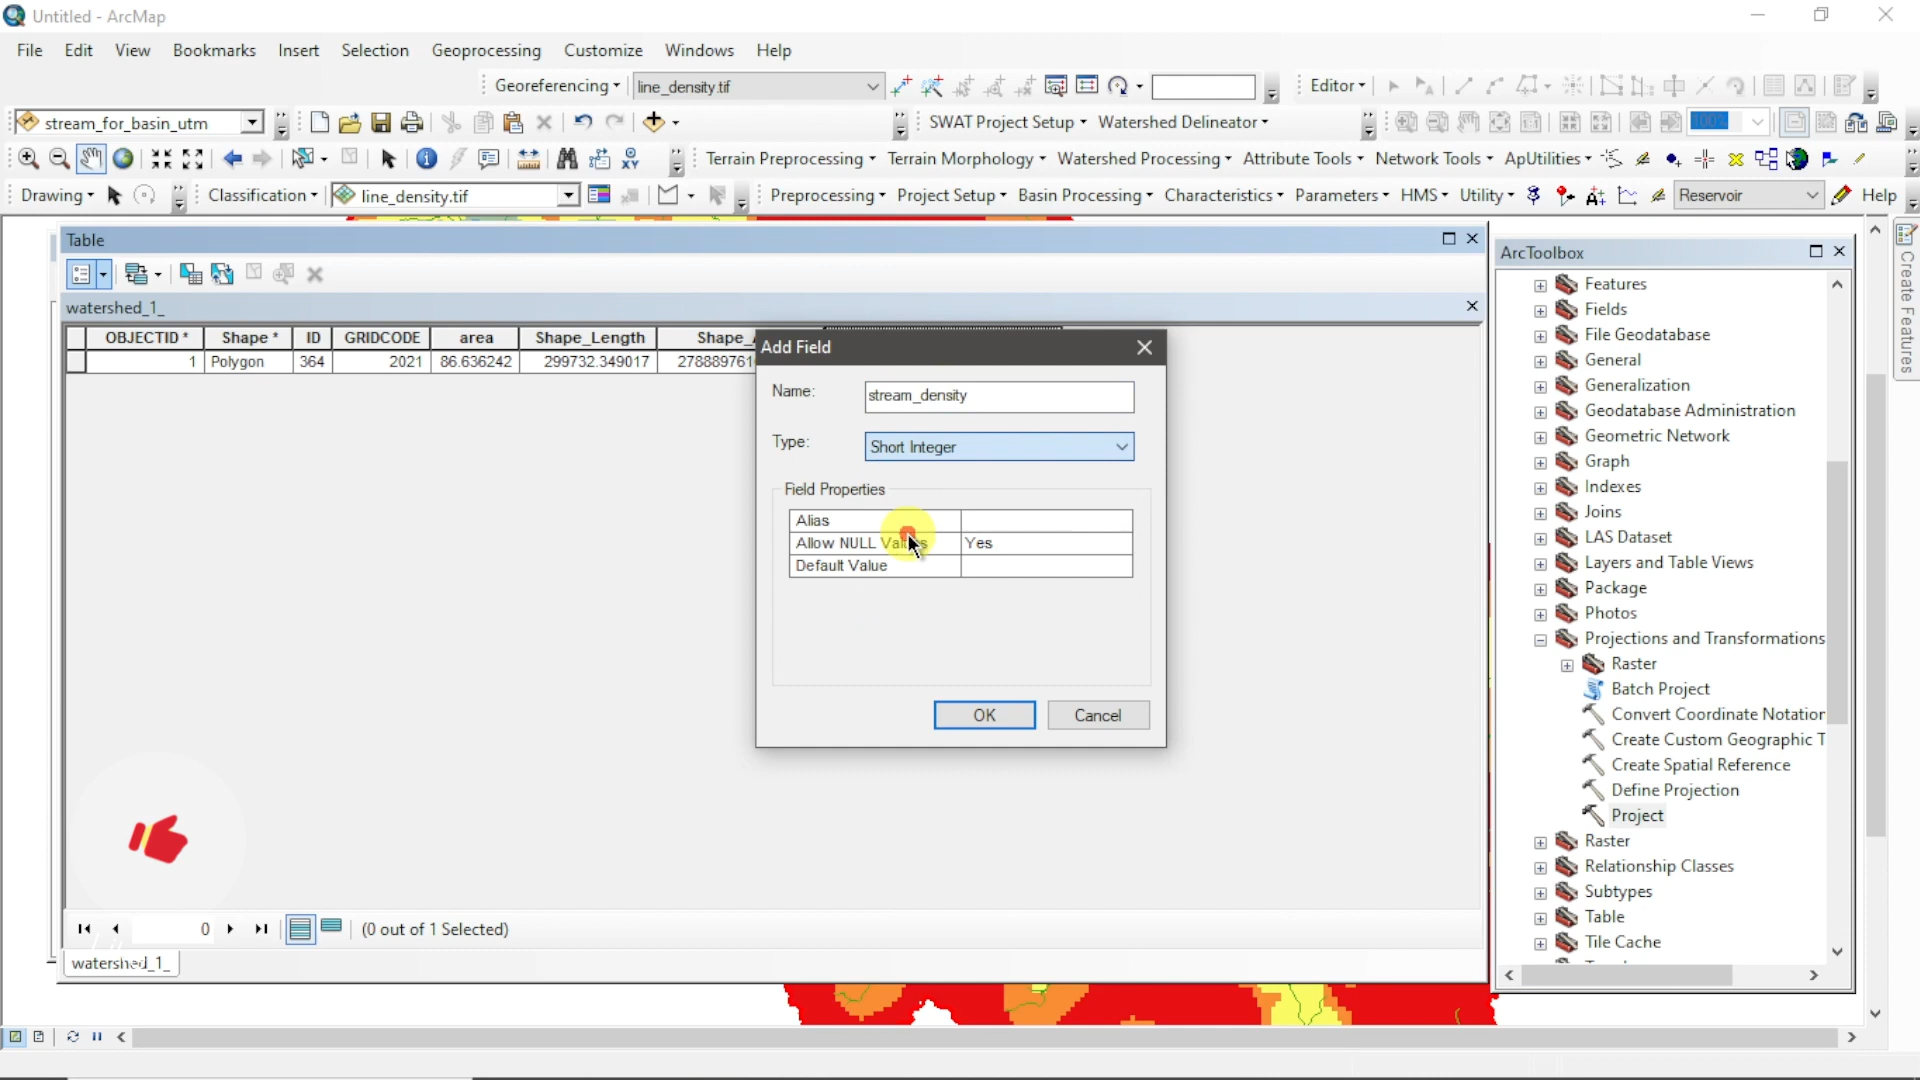 Untitled - ArcMap
File Edit View Bookmarks Insert Selection Geoprocessing Customize Windows Help
Georeferencing line_density.tif Editor
stream_for_basin_utm SWAT Project Setup Watershed Delineator 100%
Terrain Preprocessing Terrain Morphology Watershed Processing Attribute Tools Network Tools ApUtilities
Drawing Classification line_density.tif Preprocessing Project Setup Basin Processing Characteristics Parameters HMS Utility Reservoir Help
Table
watershed_1_
OBJECTID * Shape * ID GRIDCODE area Shape_Length Shape_
1 Polygon 364 2021 86.636242 299732.349017
Add Field
Name: stream_density
Type: Short Integer
Field Properties
Alias
Allow NULL Values Yes
Default Value
OK Cancel
0 (0 out of 1 Selected)
watershed_1_
ArcToolbox
Features
Fields
File Geodatabase
General
Generalization
Geodatabase Administration
Geometric Network
Graph
Indexes
Joins
LAS Dataset
Layers and Table Views
Package
Photos
Projections and Transformations
Raster
Batch Project
Convert Coordinate Notation
Create Custom Geographic T
Create Spatial Reference
Define Projection
Project
Raster
Relationship Classes
Subtypes
Table
Tile Cache
Create Features